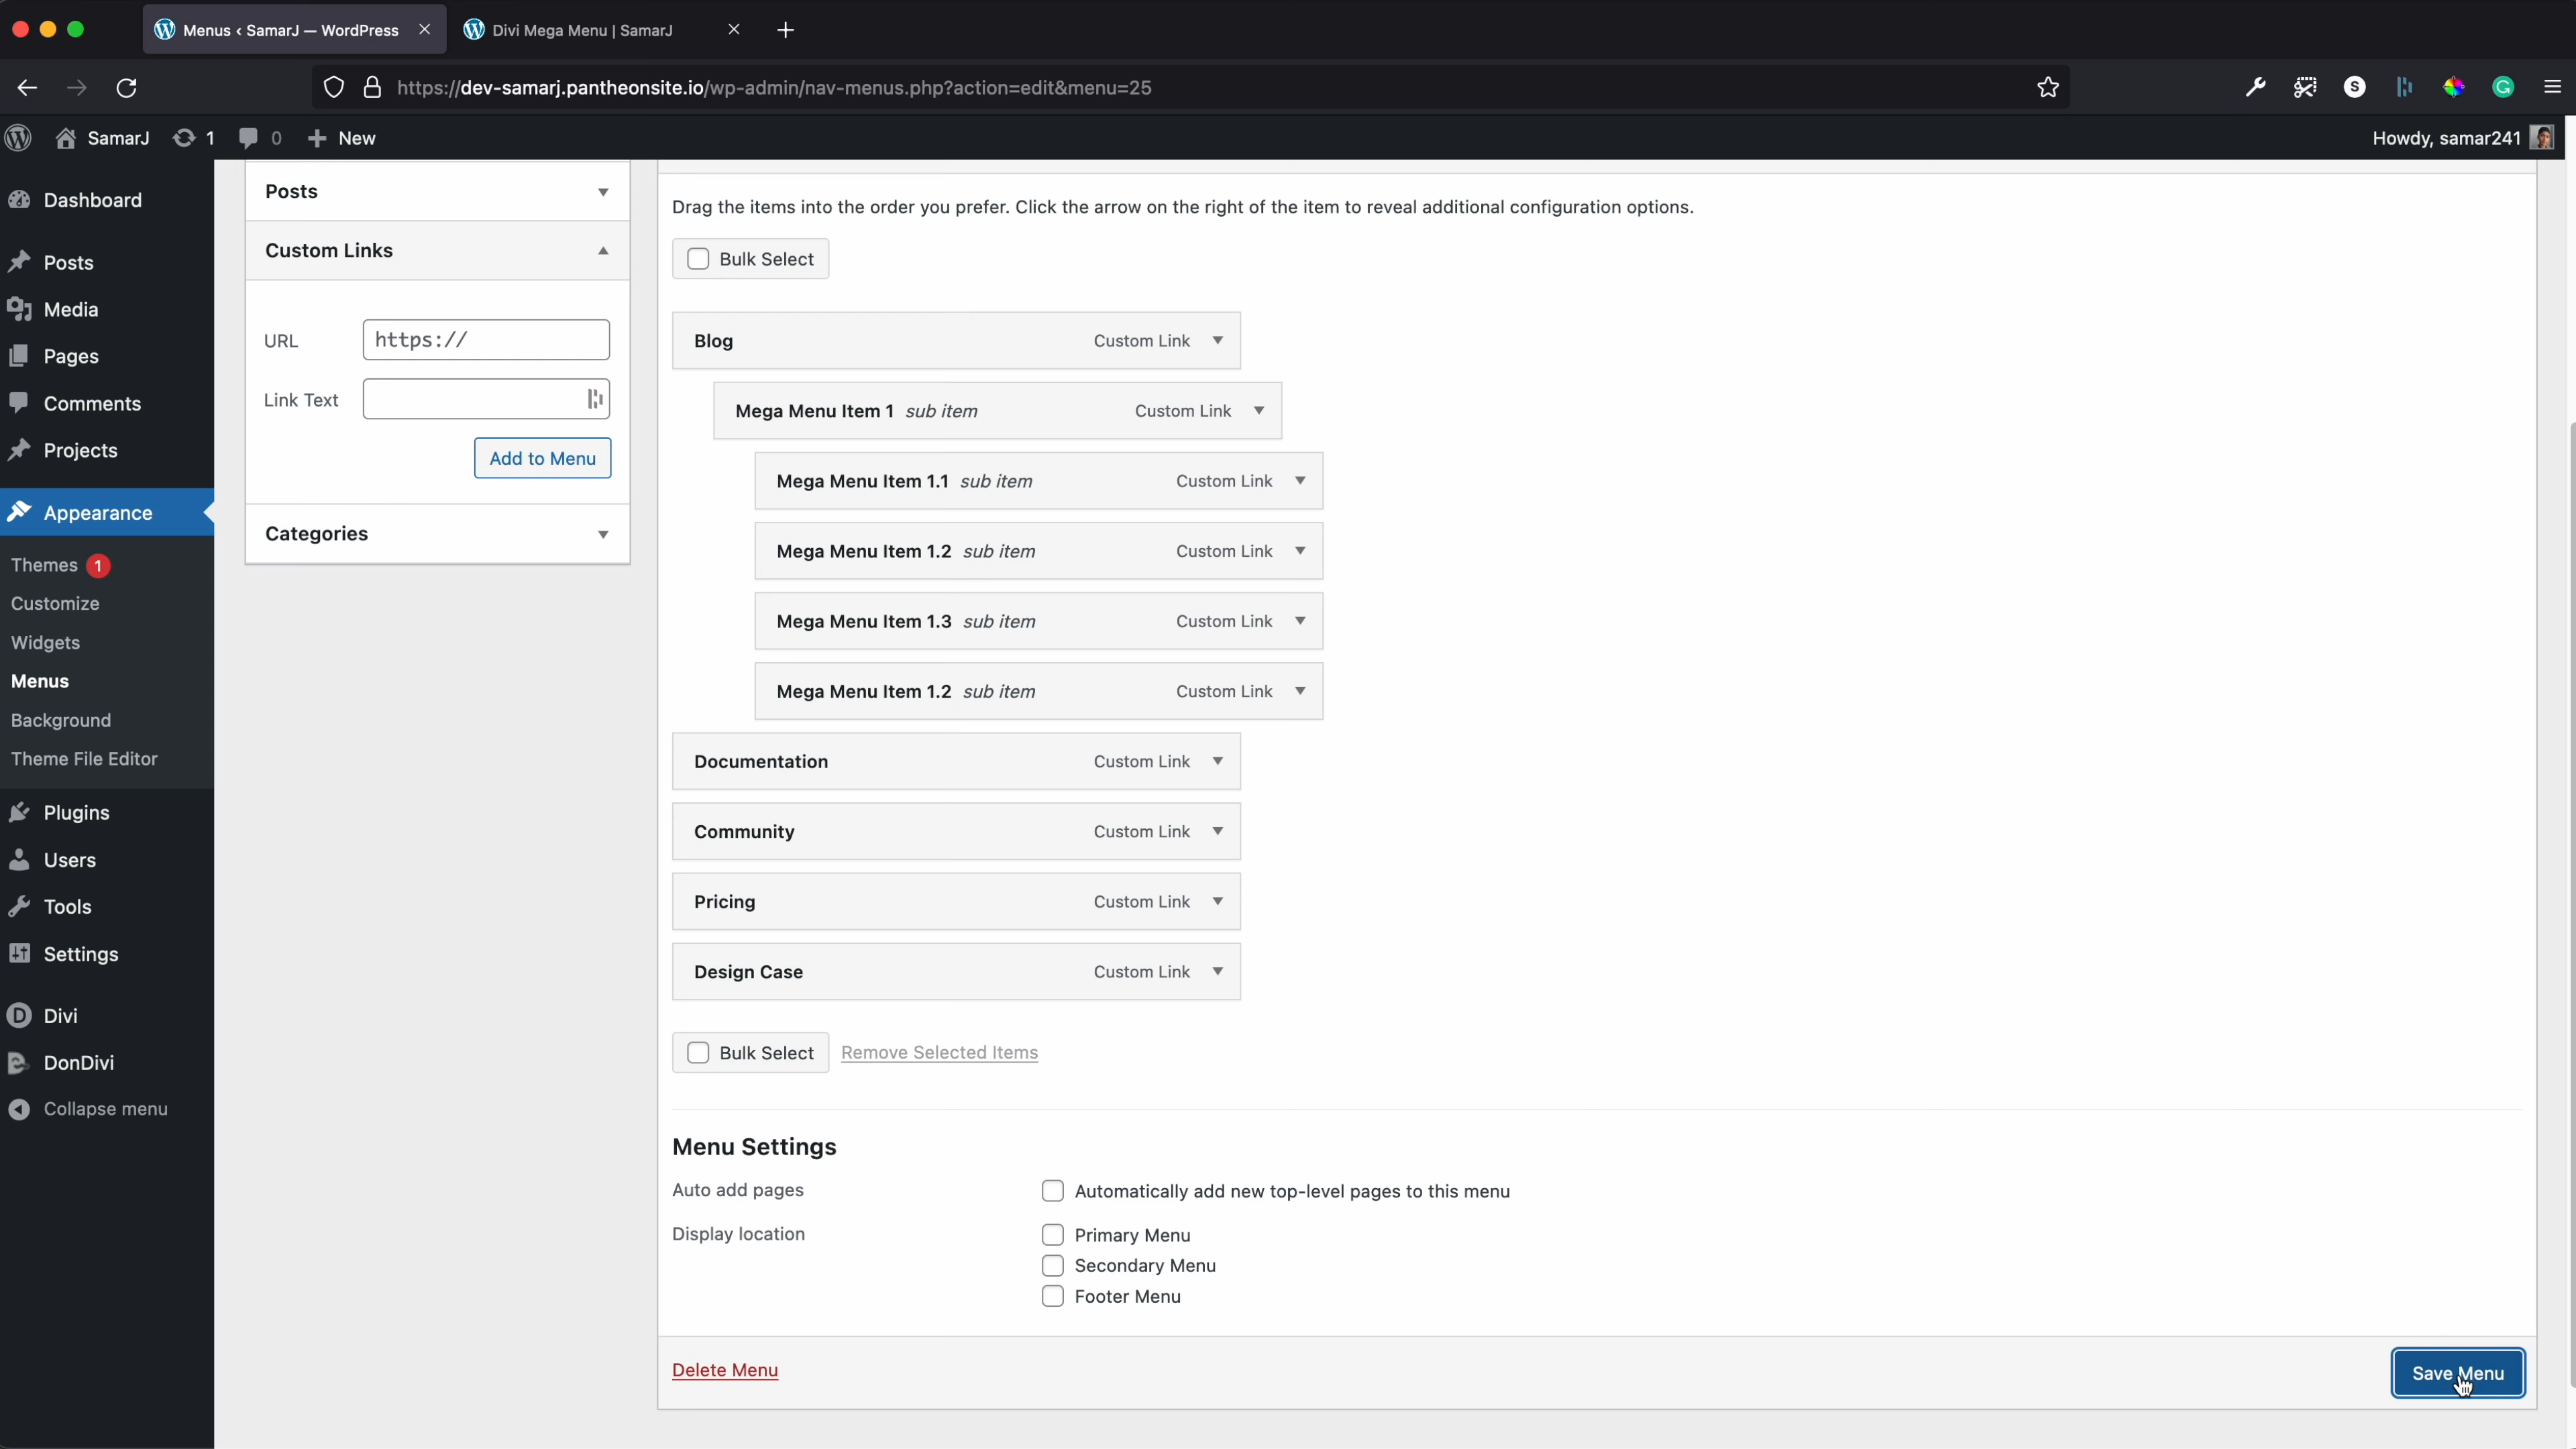 Menus ‹ SamarJ — WordPress
Divi Mega Menu | SamarJ
https://dev-samarj.pantheonsite.io/wp-admin/nav-menus.php?action=edit&menu=25
SamarJ 1 0 New
Howdy, samar241
Dashboard
Posts
Media
Pages
Comments
Projects
Appearance
Themes 1
Customize
Widgets
Menus
Background
Theme File Editor
Plugins
Users
Tools
Settings
Divi
DonDivi
Collapse menu
Posts
Custom Links
URL https://
Link Text
Add to Menu
Categories
Drag the items into the order you prefer. Click the arrow on the right of the item to reveal additional configuration options.
Bulk Select
Blog Custom Link
Mega Menu Item 1 sub item Custom Link
Mega Menu Item 1.1 sub item Custom Link
Mega Menu Item 1.2 sub item Custom Link
Mega Menu Item 1.3 sub item Custom Link
Mega Menu Item 1.2 sub item Custom Link
Documentation Custom Link
Community Custom Link
Pricing Custom Link
Design Case Custom Link
Bulk Select Remove Selected Items
Menu Settings
Auto add pages Automatically add new top-level pages to this menu
Display location Primary Menu
Secondary Menu
Footer Menu
Delete Menu
Save Menu